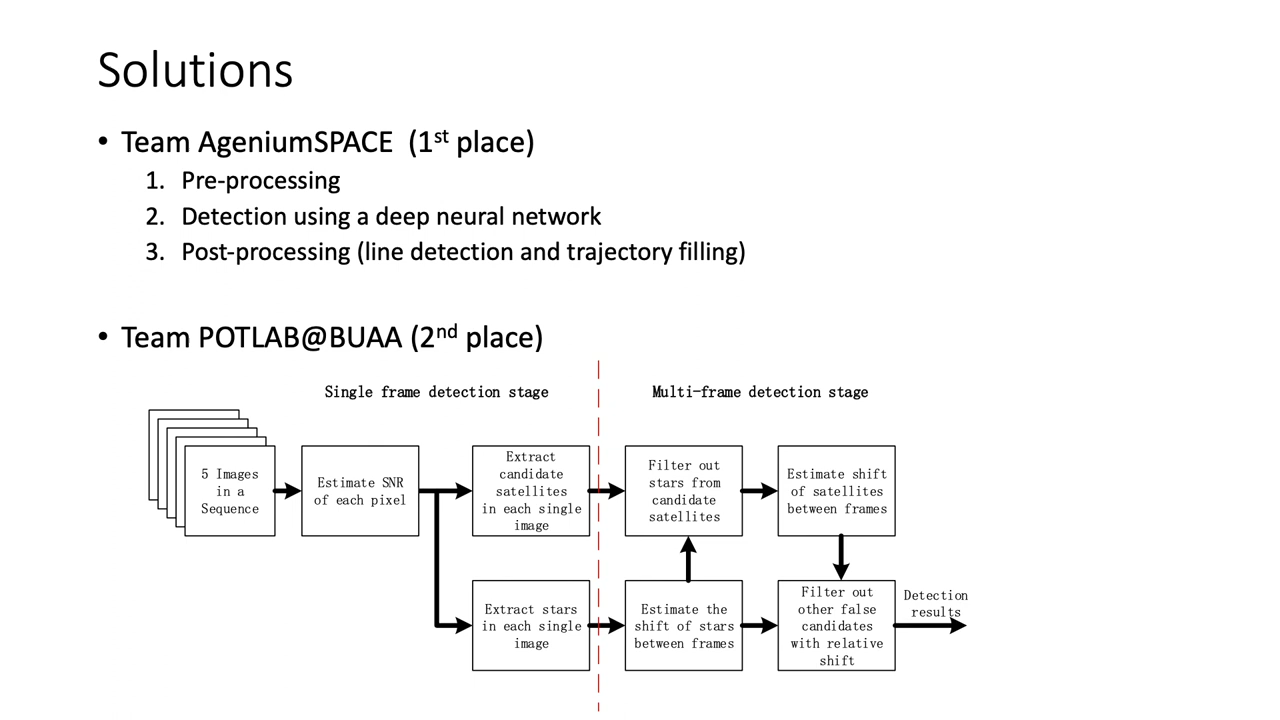 Solutions
• Team AgeniumSPACE (1st place)
1. Pre-processing
2. Detection using a deep neural network
3. Post-processing (line detection and trajectory filling)
• Team POTLAB@BUAA (2nd place)
Single frame detection stage
Multi-frame detection stage
5 Images
in a
Sequence
Estimate SNR
of each pixel
Extract
candidate
satellites
in each single
image
Filter out
stars from
candidate
satellites
Estimate shift
of satellites
between frames
Extract stars
in each single
image
Estimate the
shift of stars
between frames
Filter out
other false
candidates
with relative
shift
Detection
results